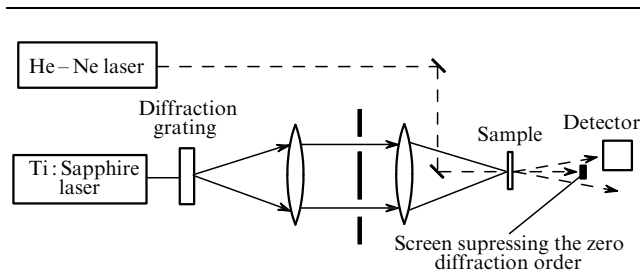 He – Ne laser
Diffraction
grating
Sample
Detector
Ti : Sapphire
laser
Screen supressing the zero
diffraction order